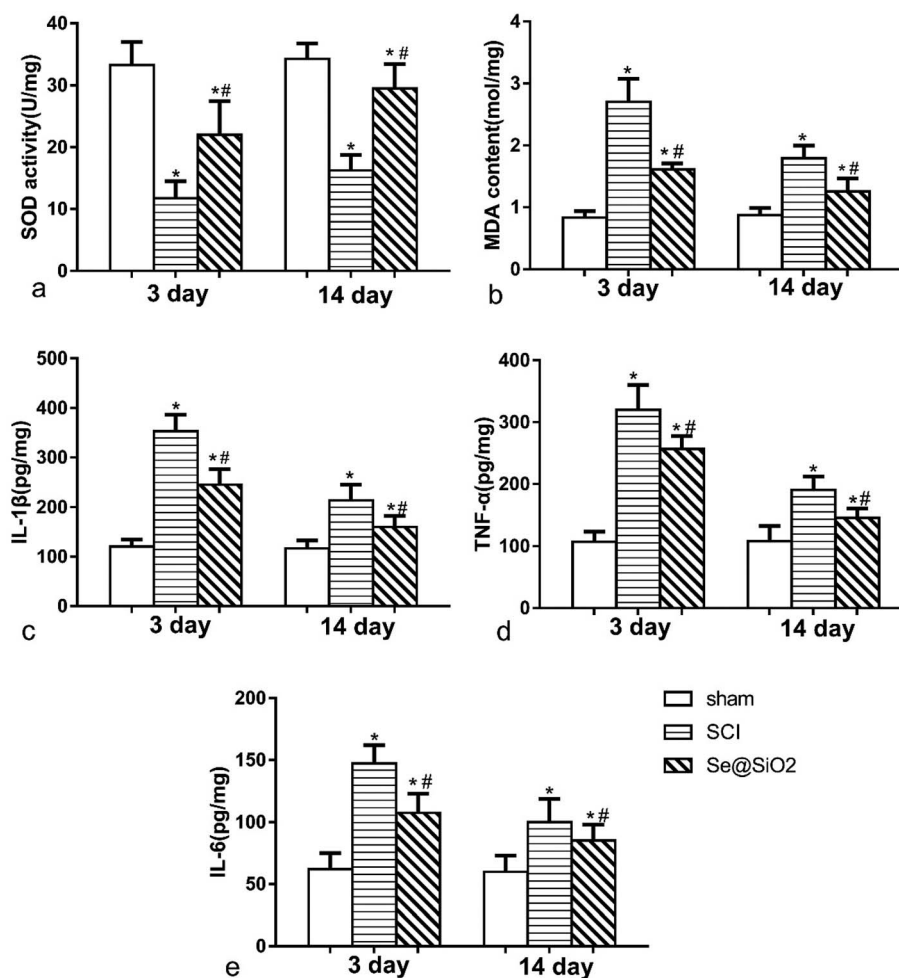 SOD activity(U/mg)
40
30
20
10
0
*
*#
*
*#
3 day
14 day
a
MDA content(mol/mg)
4
3
2
1
0
*
*#
*
*#
3 day
14 day
b
IL-1β(pg/mg)
500
400
300
200
100
0
*
*#
*
*#
3 day
14 day
c
TNF-α(pg/mg)
400
300
200
100
0
*
*#
*
*#
3 day
14 day
d
IL-6(pg/mg)
200
150
100
50
0
*
*#
*
*#
3 day
14 day
e
sham
SCI
Se@SiO2